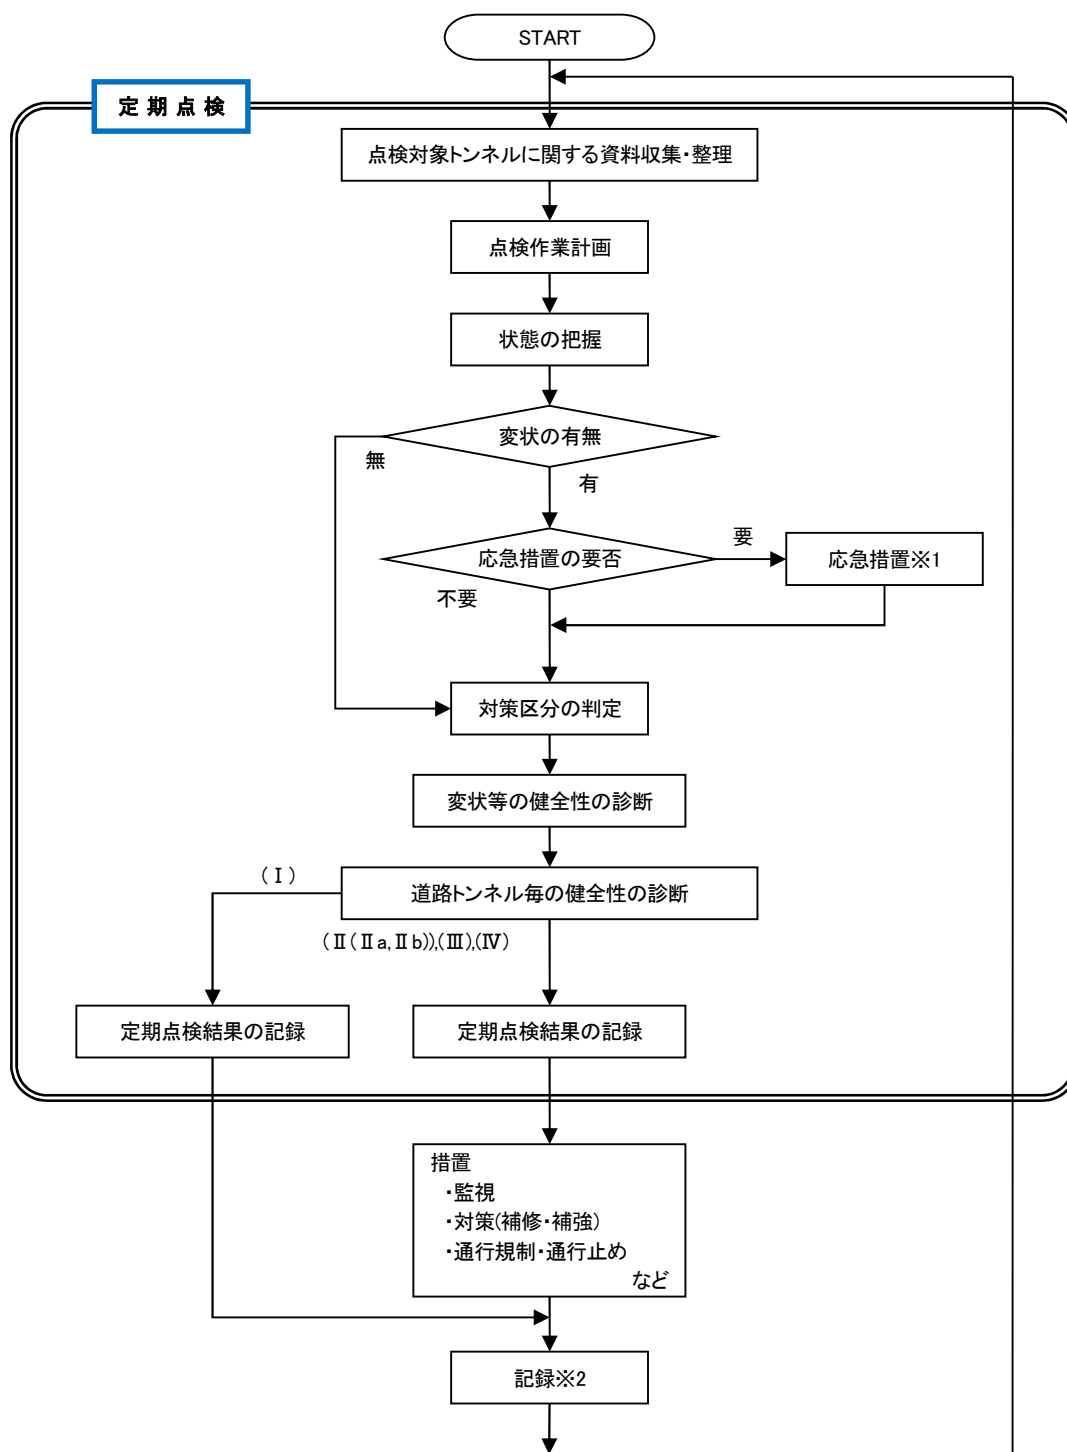 START
定期点検
点検対象トンネルに関する資料収集・整理
点検作業計画
状態の把握
変状の有無
無
有
応急措置の要否
要
応急措置※1
不要
対策区分の判定
変状等の健全性の診断
(Ⅰ)
道路トンネル毎の健全性の診断
(Ⅱ(Ⅱa,Ⅱb)),(Ⅲ),(Ⅳ)
定期点検結果の記録
定期点検結果の記録
措置
・監視
・対策(補修・補強)
・通行規制・通行止め
など
記録※2